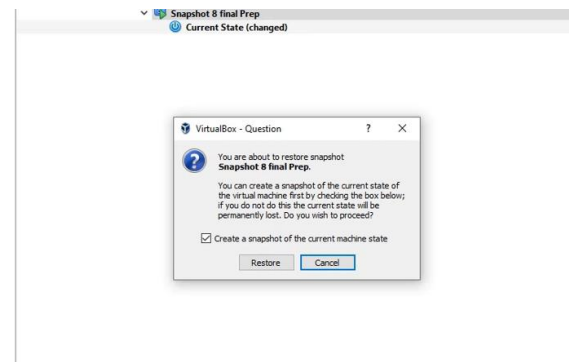 Snapshot 8 final Prep
Current State (changed)
VirtualBox - Question
You are about to restore snapshot
Snapshot 8 final Prep.
You can create a snapshot of the current state of
the virtual machine first by checking the box below;
if you do not do this the current state will be
permanently lost. Do you wish to proceed?
Create a snapshot of the current machine state
Restore Cancel